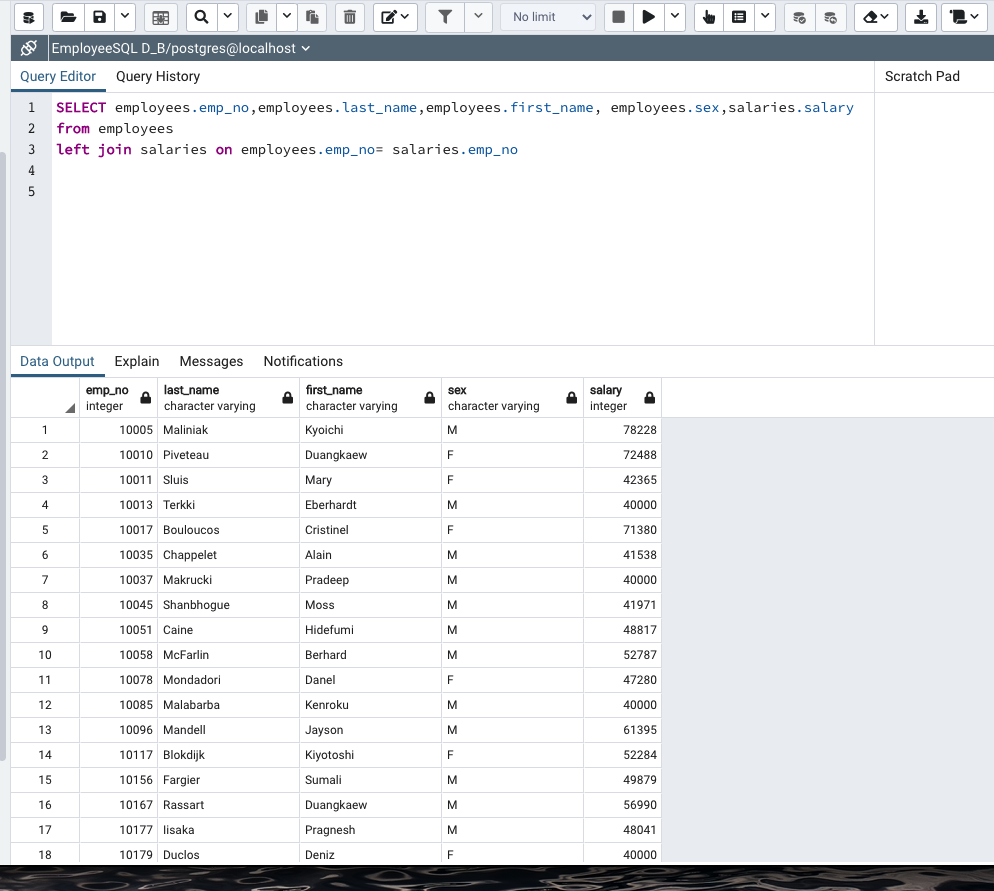 No limit
EmployeeSQL D_B/postgres@localhost
Query Editor Query History Scratch Pad
1 SELECT employees.emp_no,employees.last_name,employees.first_name, employees.sex,salaries.salary
2 from employees
3 left join salaries on employees.emp_no= salaries.emp_no
4
5
Data Output Explain Messages Notifications
emp_no last_name first_name sex salary
integer character varying character varying character varying integer
1 10005 Maliniak Kyoichi M 78228
2 10010 Piveteau Duangkaew F 72488
3 10011 Sluis Mary F 42365
4 10013 Terkki Eberhardt M 40000
5 10017 Bouloucos Cristinel F 71380
6 10035 Chappelet Alain M 41538
7 10037 Makrucki Pradeep M 40000
8 10045 Shanbhogue Moss M 41971
9 10051 Caine Hidefumi M 48817
10 10058 McFarlin Berhard M 52787
11 10078 Mondadori Danel F 47280
12 10085 Malabarba Kenroku M 40000
13 10096 Mandell Jayson M 61395
14 10117 Blokdijk Kiyotoshi F 52284
15 10156 Fargier Sumali M 49879
16 10167 Rassart Duangkaew M 56990
17 10177 Iisaka Pragnesh M 48041
18 10179 Duclos Deniz F 40000